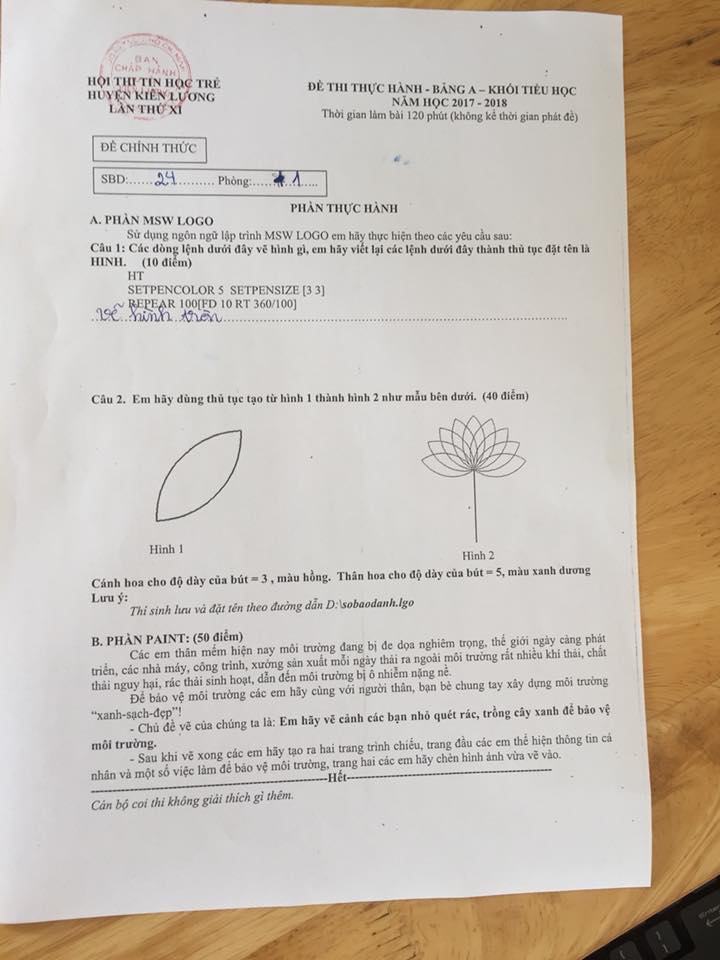 BAN
CHẤP HÀNH
HỘI THI TIN HỌC TRẺ
HUYỆN KIÊN LƯƠNG
LẦN THỨ XI
ĐỀ THI THỰC HÀNH - BẢNG A – KHỐI TIỂU HỌC
NĂM HỌC 2017 - 2018
Thời gian làm bài 120 phút (không kể thời gian phát đề)
ĐỀ CHÍNH THỨC
SBD:...... 24 .......... Phòng:...... 1 .....
PHẦN THỰC HÀNH
A. PHẦN MSW LOGO
Sử dụng ngôn ngữ lập trình MSW LOGO em hãy thực hiện theo các yêu cầu sau:
Câu 1: Các dòng lệnh dưới đây vẽ hình gì, em hãy viết lại các lệnh dưới đây thành thủ tục đặt tên là
HINH. (10 điểm)
HT
SETPENCOLOR 5 SETPENSIZE [3 3]
REPEAR 100[FD 10 RT 360/100]
vẽ hình tròn
Câu 2. Em hãy dùng thủ tục tạo từ hình 1 thành hình 2 như mẫu bên dưới. (40 điểm)
Hình 1
Hình 2
Cánh hoa cho độ dày của bút = 3 , màu hồng. Thân hoa cho độ dày của bút = 5, màu xanh dương
Lưu ý:
Thí sinh lưu và đặt tên theo đường dẫn D:\sobaodanh.lgo
B. PHẦN PAINT: (50 điểm)
Các em thân mếm hiện nay môi trường đang bị đe dọa nghiêm trọng, thế giới ngày càng phát
triển, các nhà máy, công trình, xưởng sản xuất mỗi ngày thải ra ngoài môi trường rất nhiều khí thải, chất
thải nguy hại, rác thải sinh hoạt, dẫn đến môi trường bị ô nhiễm nặng nề.
Để bảo vệ môi trường các em hãy cùng với người thân, bạn bè chung tay xây dựng môi trường
“xanh-sạch-đẹp”!
- Chủ đề vẽ của chúng ta là: Em hãy vẽ cảnh các bạn nhỏ quét rác, trồng cây xanh để bảo vệ
môi trường.
- Sau khi vẽ xong các em hãy tạo ra hai trang trình chiếu, trang đầu các em thể hiện thông tin cá
nhân và một số việc làm để bảo vệ môi trường, trang hai các em hãy chèn hình ảnh vừa vẽ vào.
---Hết---
Cán bộ coi thi không giải thích gì thêm.